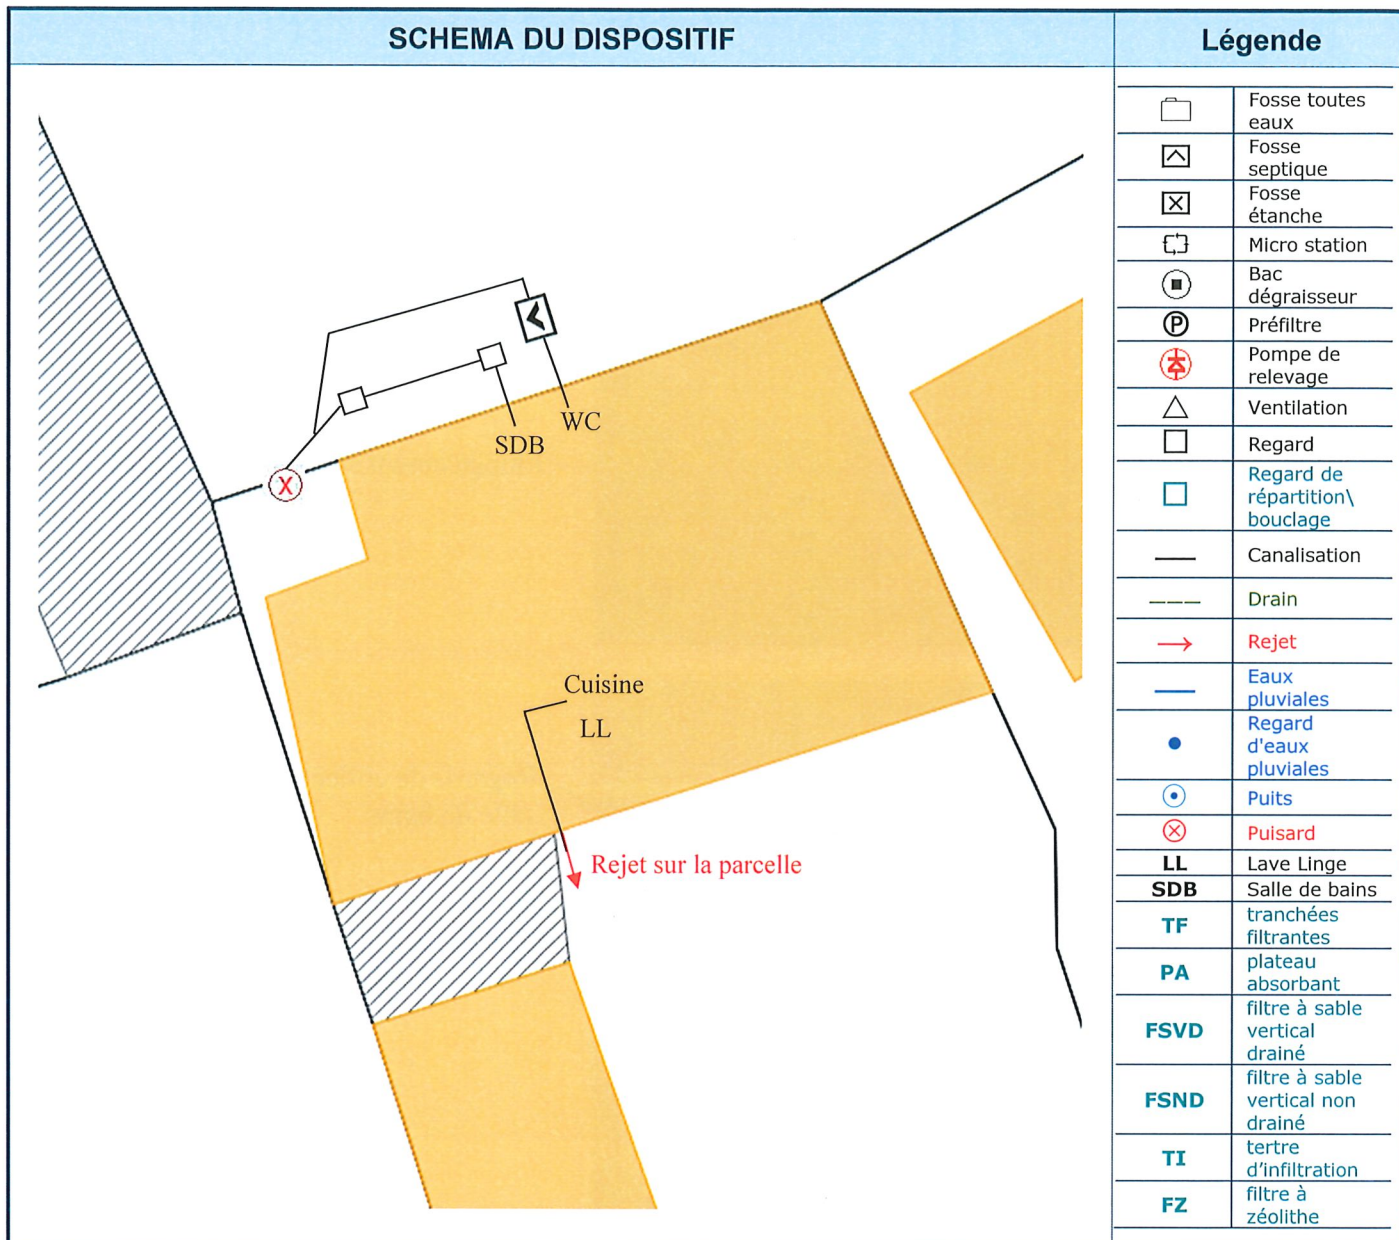 SCHEMA DU DISPOSITIF
Légende
WC
SDB
X
Cuisine
LL
Rejet sur la parcelle
Fosse toutes
eaux
Fosse
septique
Fosse
étanche
Micro station
Bac
dégraisseur
P
Préfiltre
Pompe de
relevage
Ventilation
Regard
Regard de
répartition\
bouclage
Canalisation
Drain
Rejet
Eaux
pluviales
Regard
d'eaux
pluviales
Puits
Puisard
LL
Lave Linge
SDB
Salle de bains
TF
tranchées
filtrantes
PA
plateau
absorbant
FSVD
filtre à sable
vertical
drainé
FSND
filtre à sable
vertical non
drainé
TI
tertre
d'infiltration
FZ
filtre à
zéolithe